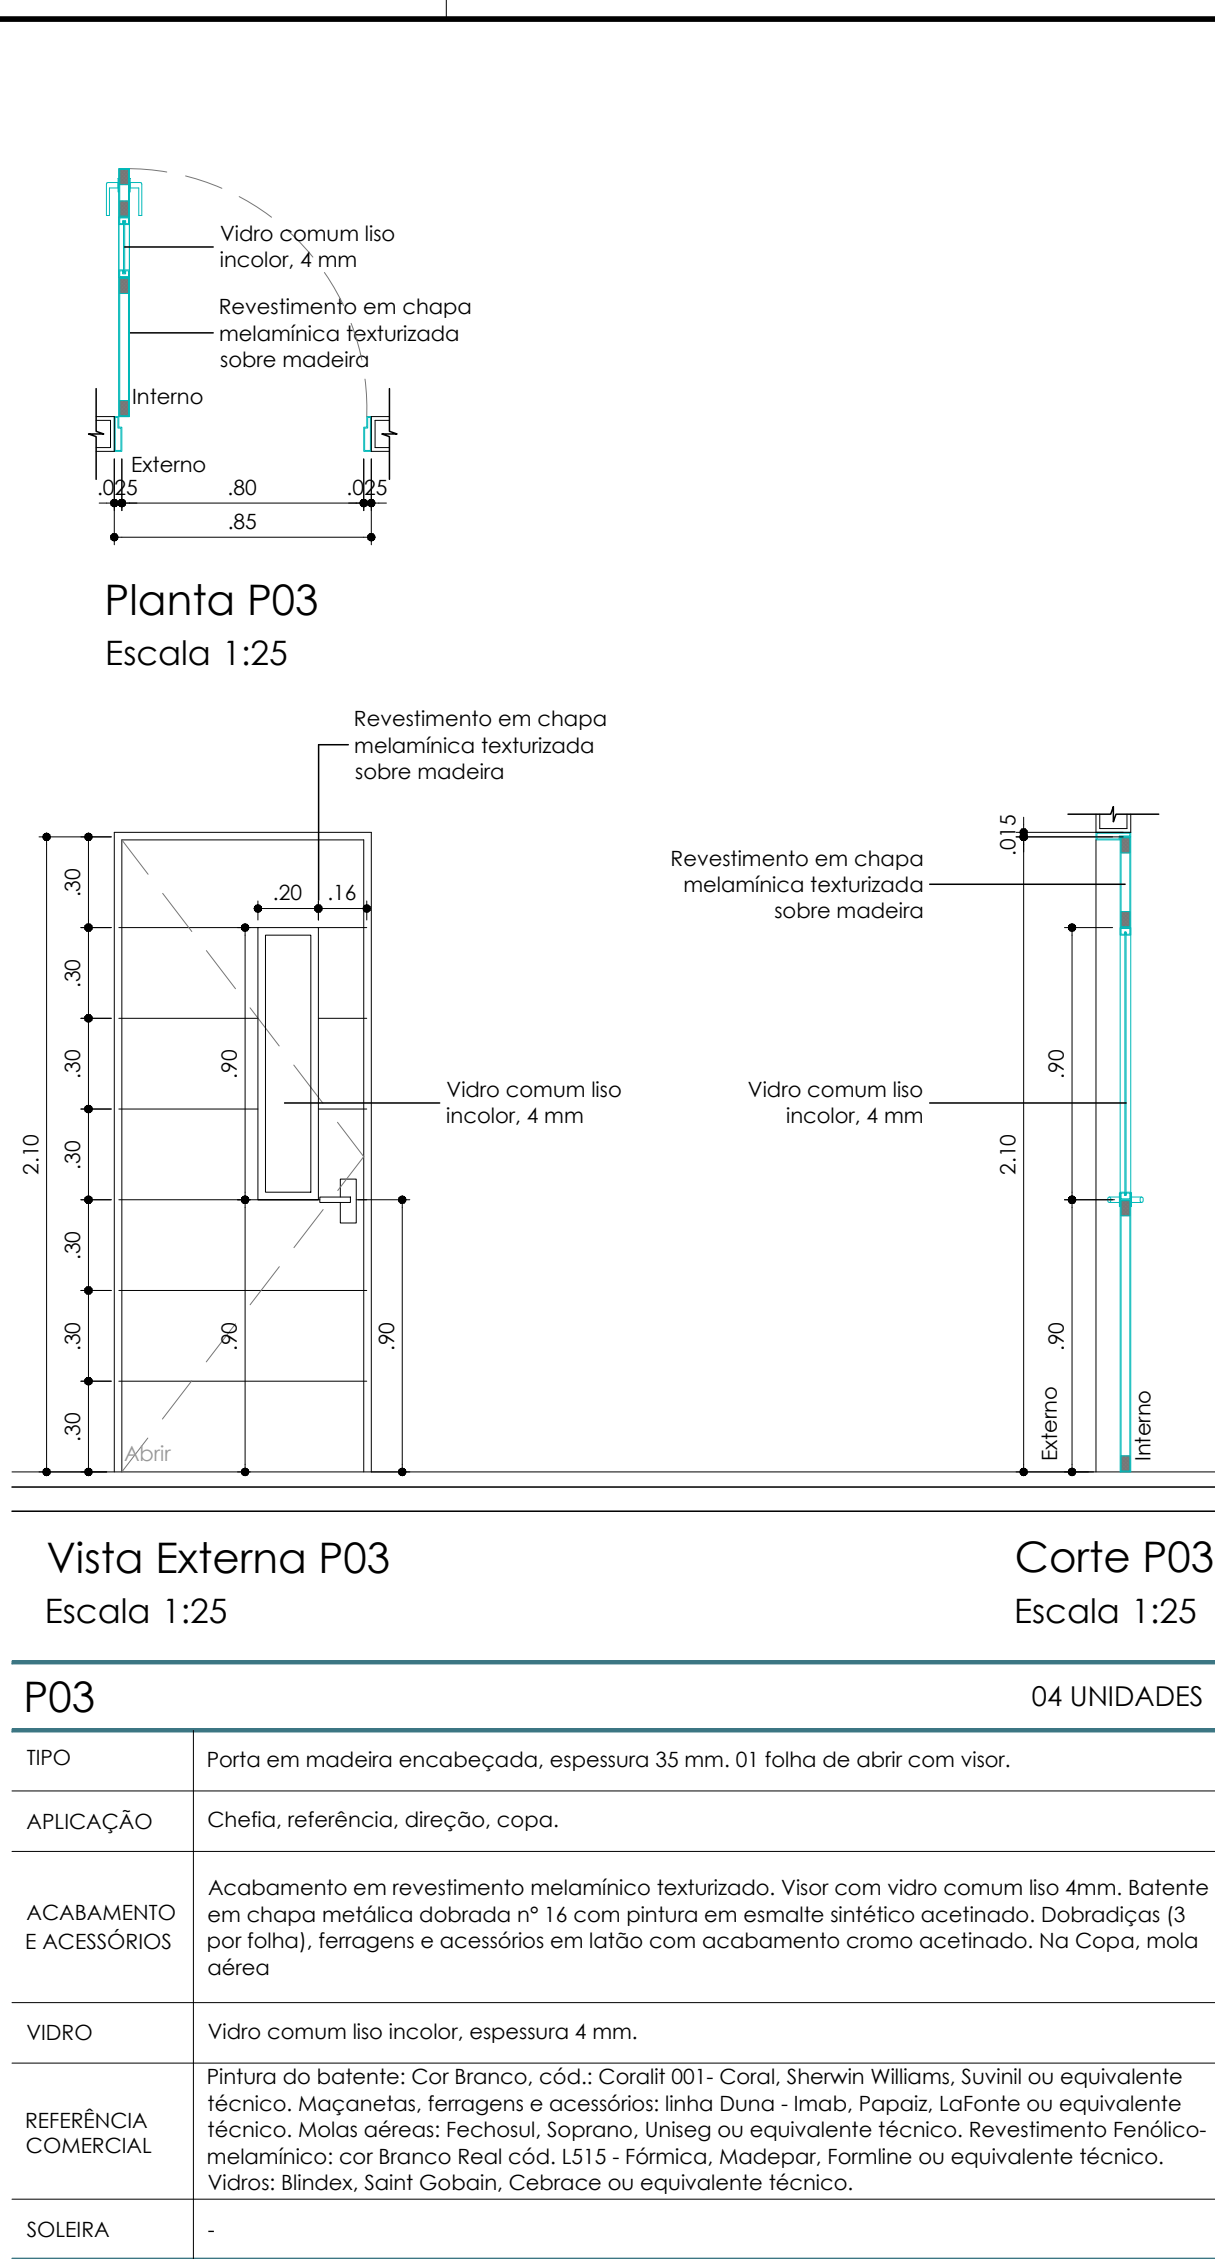 Vidro comum liso
incolor, 4 mm
Revestimento em chapa
melamínica texturizada
sobre madeira
Interno
Externo
.025
.80
.025
.85
Planta P03
Escala 1:25
Revestimento em chapa
melamínica texturizada
sobre madeira
.20
.16
.30
.30
.30
.30
.30
.30
.30
2.10
.90
.90
.90
Vidro comum liso
incolor, 4 mm
Abrir
.015
Revestimento em chapa
melamínica texturizada
sobre madeira
.90
Vidro comum liso
incolor, 4 mm
2.10
.90
Externo
Interno
Vista Externa P03
Escala 1:25
Corte P03
Escala 1:25
P03
04 UNIDADES
TIPO
Porta em madeira encabeçada, espessura 35 mm. 01 folha de abrir com visor.
APLICAÇÃO
Chefia, referência, direção, copa.
ACABAMENTO
E ACESSÓRIOS
Acabamento em revestimento melamínico texturizado. Visor com vidro comum liso 4mm. Batente
em chapa metálica dobrada nº 16 com pintura em esmalte sintético acetinado. Dobradiças (3
por folha), ferragens e acessórios em latão com acabamento cromo acetinado. Na Copa, mola
aérea
VIDRO
Vidro comum liso incolor, espessura 4 mm.
REFERÊNCIA
COMERCIAL
Pintura do batente: Cor Branco, cód.: Coralit 001- Coral, Sherwin Williams, Suvinil ou equivalente
técnico. Maçanetas, ferragens e acessórios: linha Duna - Imab, Papaiz, LaFonte ou equivalente
técnico. Molas aéreas: Fechosul, Soprano, Uniseg ou equivalente técnico. Revestimento Fenólico-
melamínico: cor Branco Real cód. L515 - Fórmica, Madepar, Formline ou equivalente técnico.
Vidros: Blindex, Saint Gobain, Cebrace ou equivalente técnico.
SOLEIRA
-